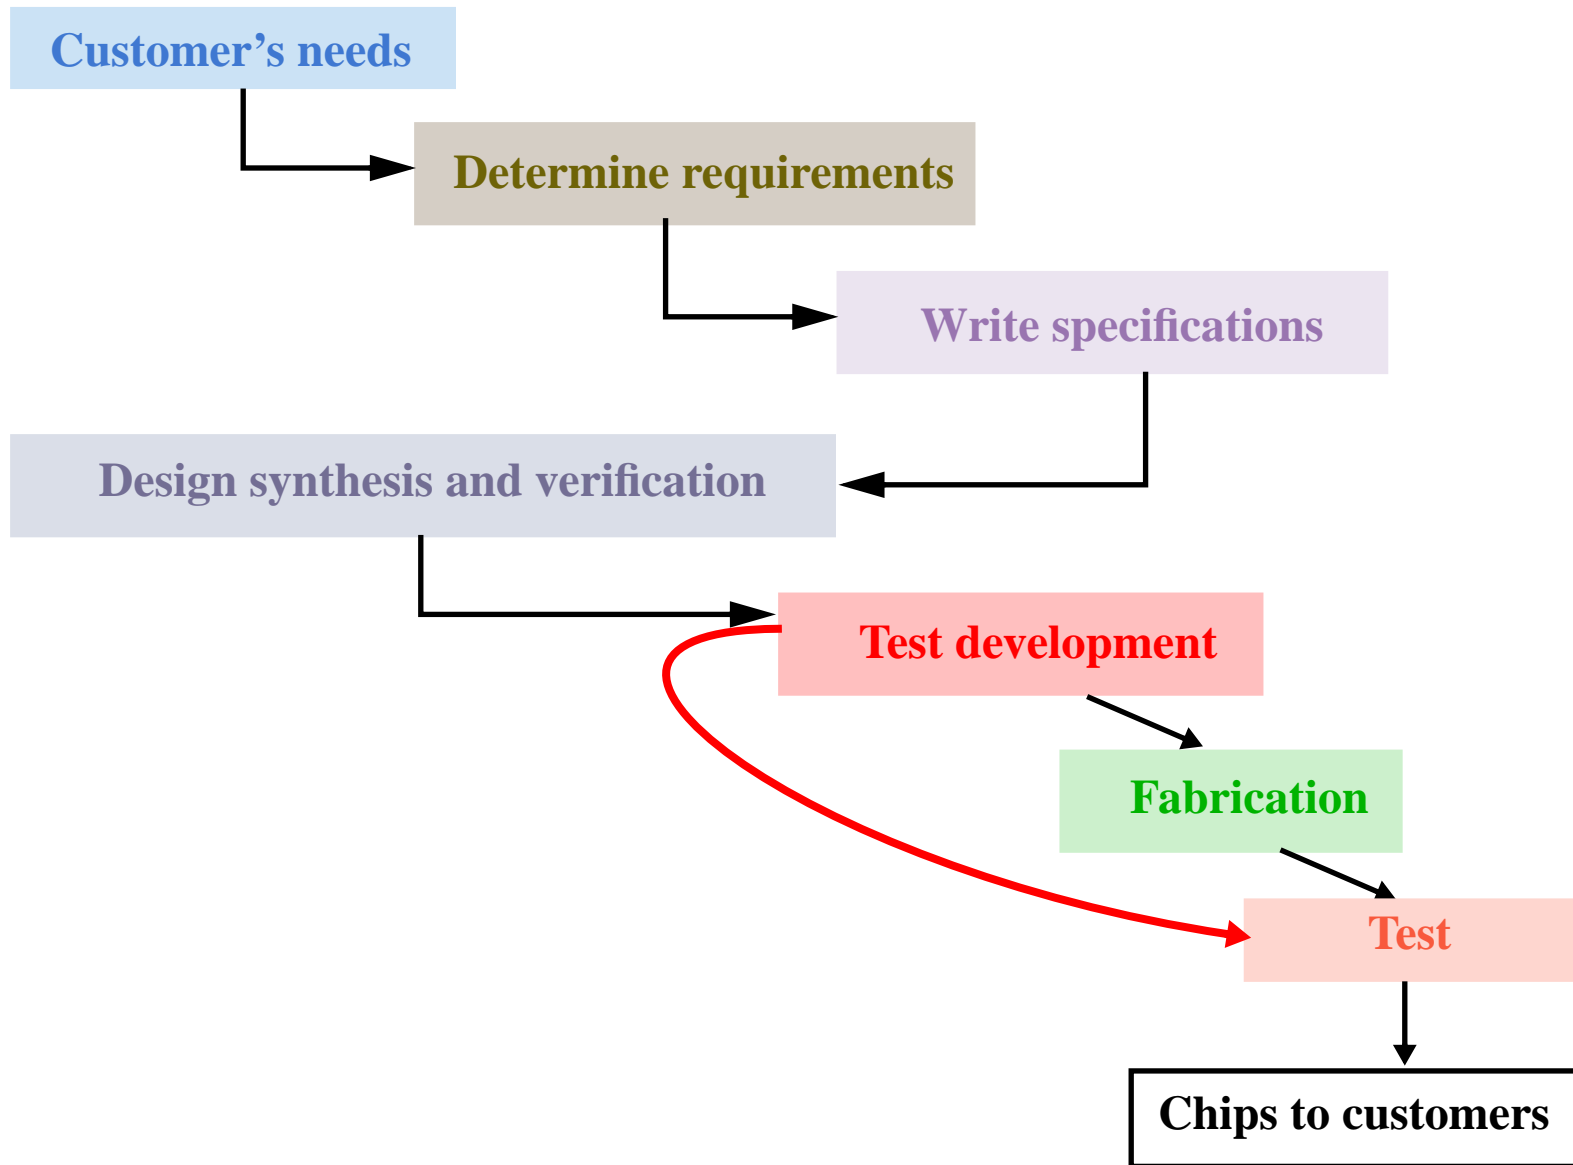 Customer’s needs
Determine requirements
Write specifications
Design synthesis and verification
Test development
Fabrication
Test
Chips to customers